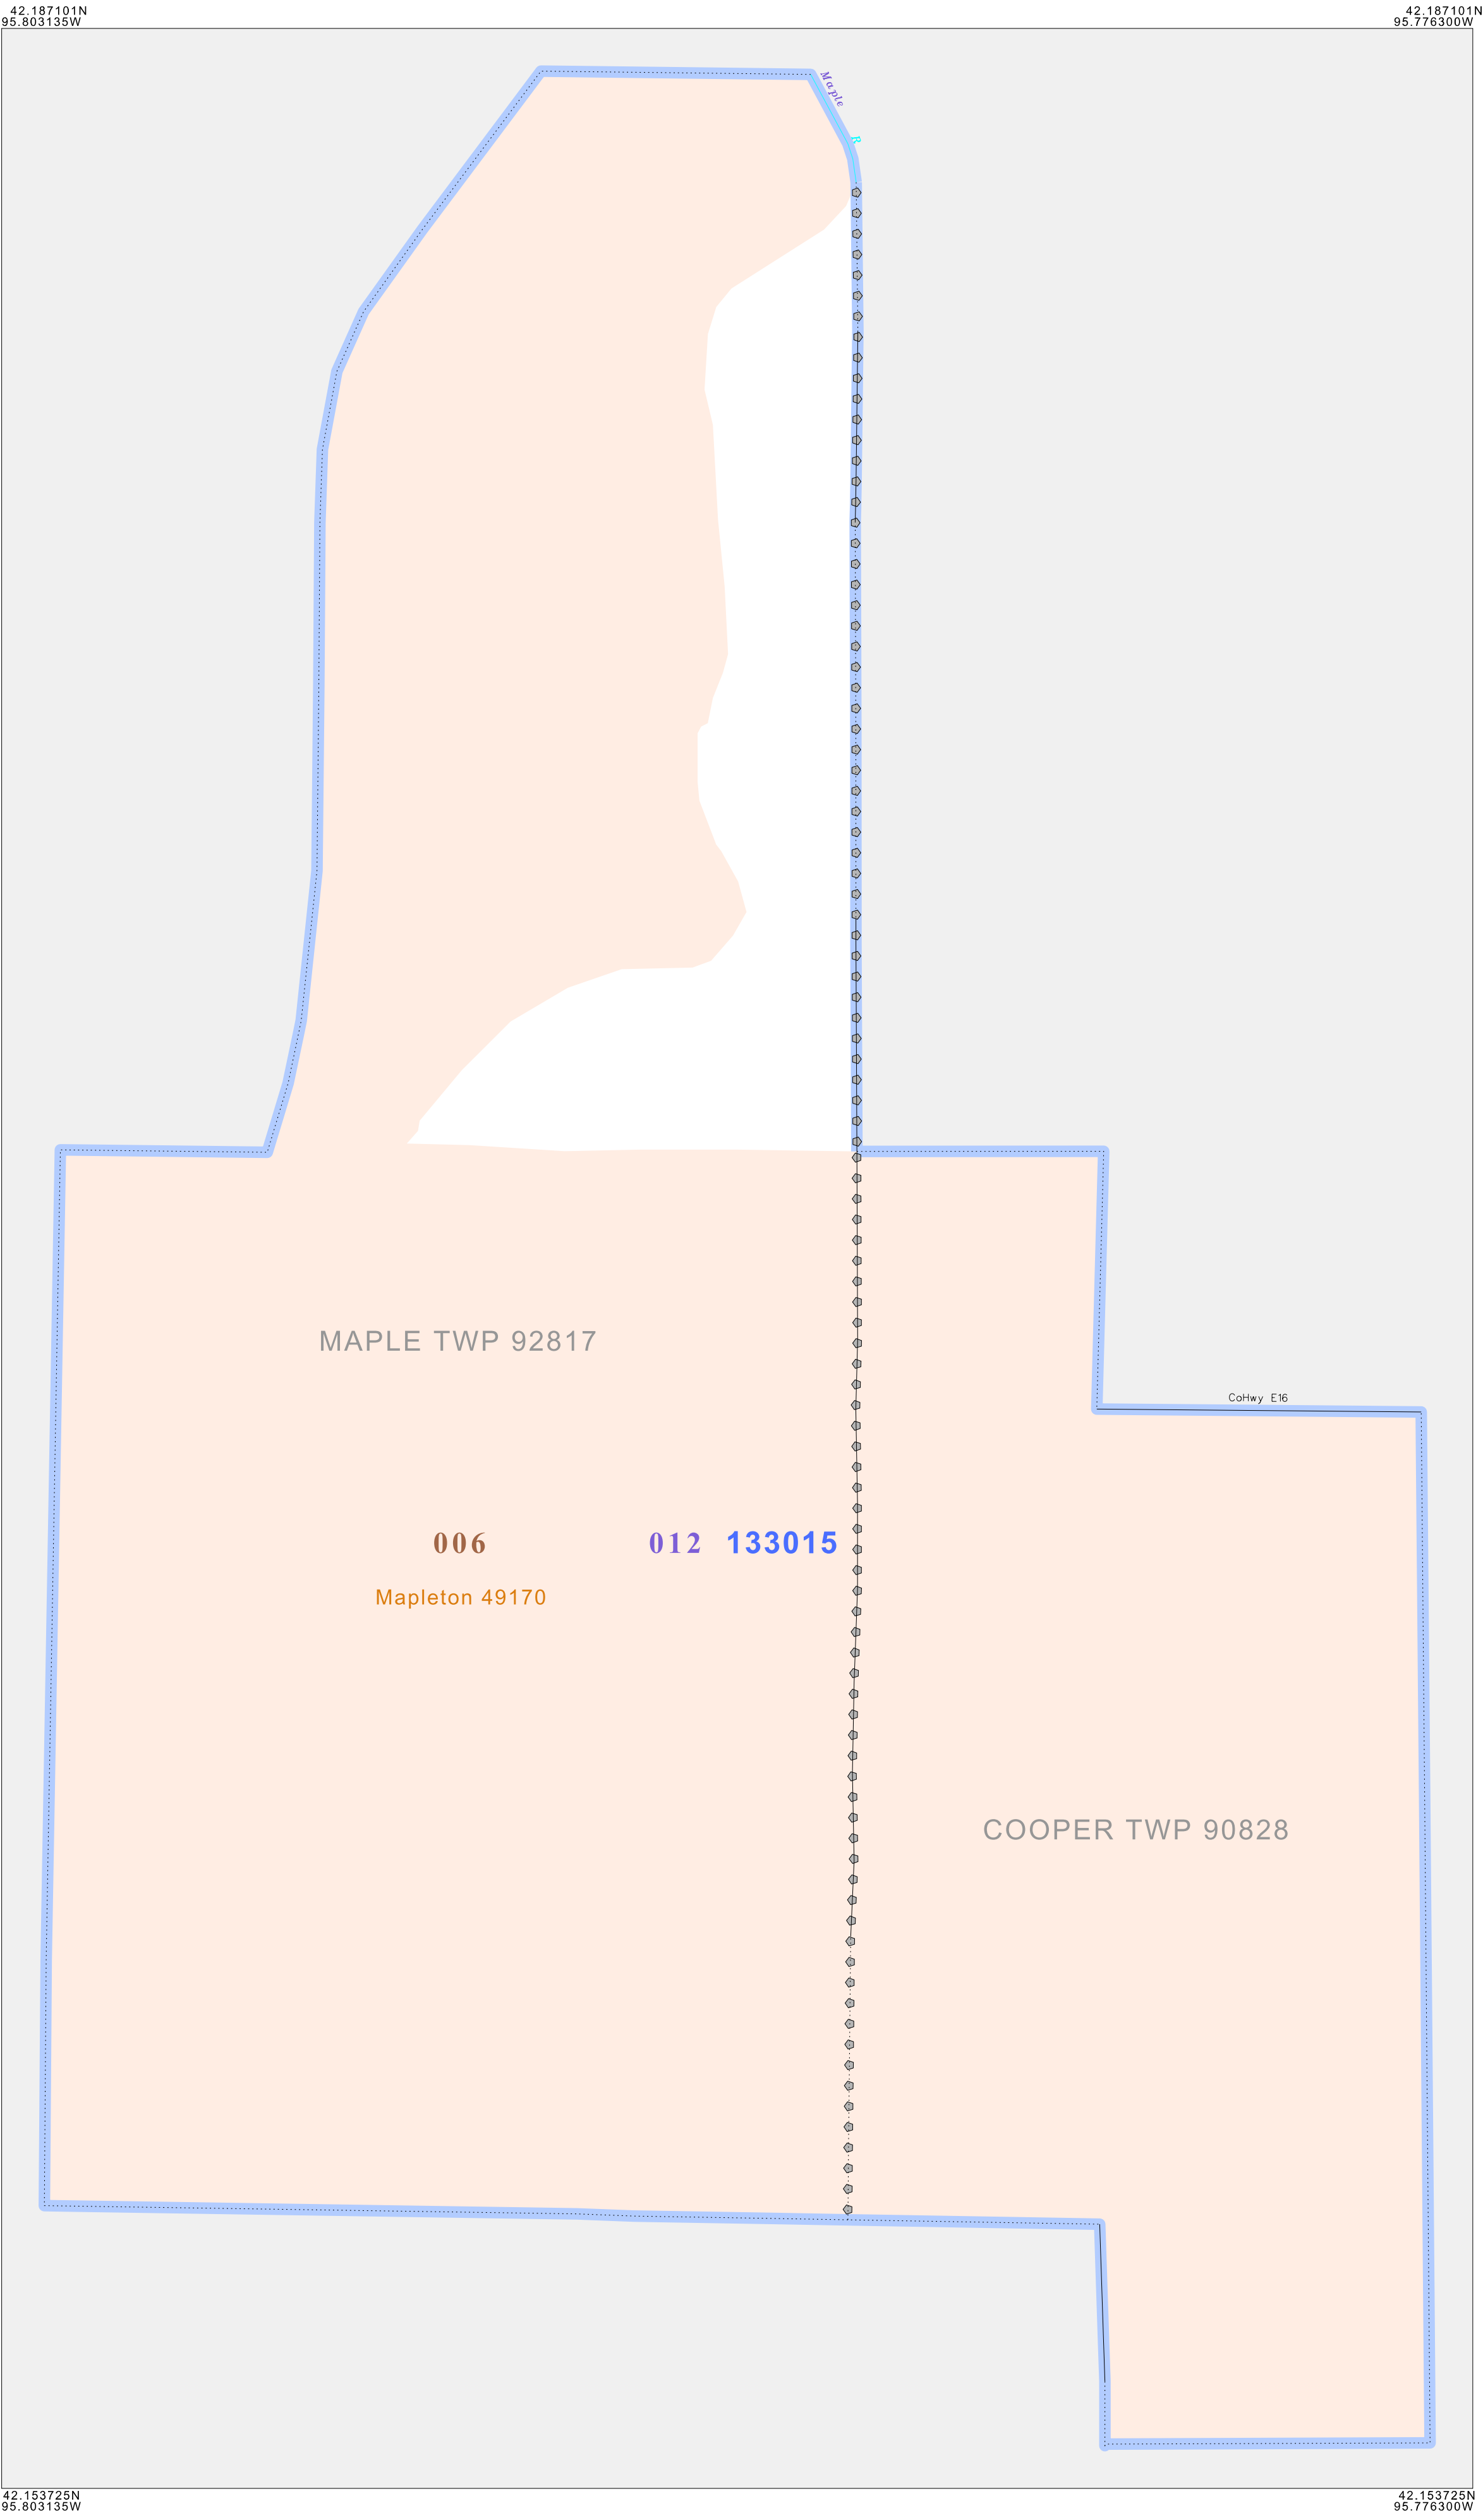 42.187101N
95.803135W
42.187101N
95.776300W
Maple
R
MAPLE TWP 92817
CoHwy E16
006
012
133015
Mapleton 49170
COOPER TWP 90828
42.153725N
95.803135W
42.153725N
95.776300W